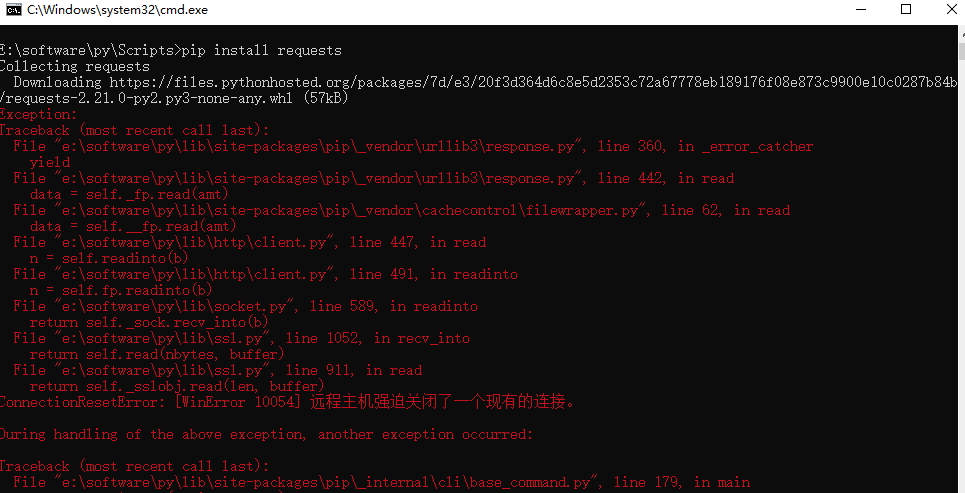 C:\Windows\system32\cmd.exe
E:\software\py\Scripts>pip install requests
Collecting requests
Downloading https://files.pythonhosted.org/packages/7d/e3/20f3d364d6c8e5d2353c72a67778eb189176f08e873c9900e10c0287b84b
/requests-2.21.0-py2.py3-none-any.whl (57kB)
Exception:
Traceback (most recent call last):
File "e:\software\py\lib\site-packages\pip\_vendor\urllib3\response.py", line 360, in _error_catcher
yield
File "e:\software\py\lib\site-packages\pip\_vendor\urllib3\response.py", line 442, in read
data = self._fp.read(amt)
File "e:\software\py\lib\site-packages\pip\_vendor\cachecontrol\filewrapper.py", line 62, in read
data = self.__fp.read(amt)
File "e:\software\py\lib\http\client.py", line 447, in read
n = self.readinto(b)
File "e:\software\py\lib\http\client.py", line 491, in readinto
n = self.fp.readinto(b)
File "e:\software\py\lib\socket.py", line 589, in readinto
return self._sock.recv_into(b)
File "e:\software\py\lib\ssl.py", line 1052, in recv_into
return self.read(nbytes, buffer)
File "e:\software\py\lib\ssl.py", line 911, in read
return self._sslobj.read(len, buffer)
ConnectionResetError: [WinError 10054] 远程主机强迫关闭了一个现有的连接。
During handling of the above exception, another exception occurred:
Traceback (most recent call last):
File "e:\software\py\lib\site-packages\pip\_internal\cli\base_command.py", line 179, in main